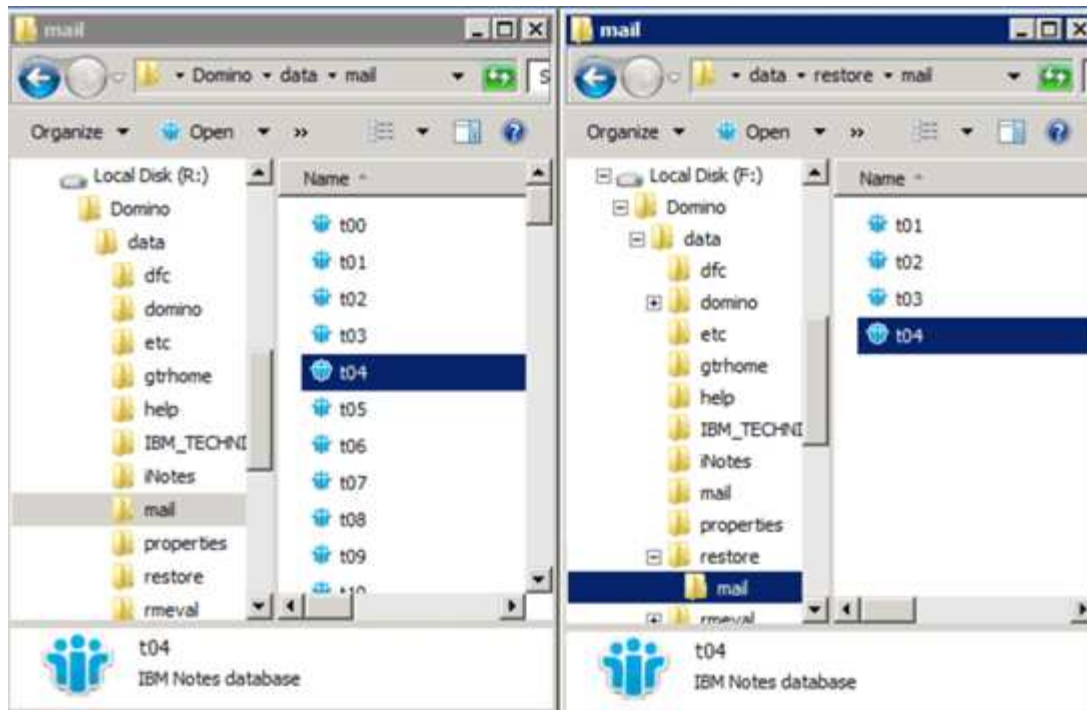 mail
Domino data mail
S
Organize Open »
Local Disk (R:)
Domino
data
dfc
domino
etc
gtrhome
help
IBM_TECHNI
iNotes
mail
properties
restore
rmeval
Name
t00
t01
t02
t03
t04
t05
t06
t07
t08
t09
t10
t04
IBM Notes database
mail
data restore mail
Organize Open »
Local Disk (F:)
Domino
data
dfc
domino
etc
gtrhome
help
IBM_TECHNI
iNotes
mail
properties
restore
mail
rmeval
Name
t01
t02
t03
t04
t04
IBM Notes database